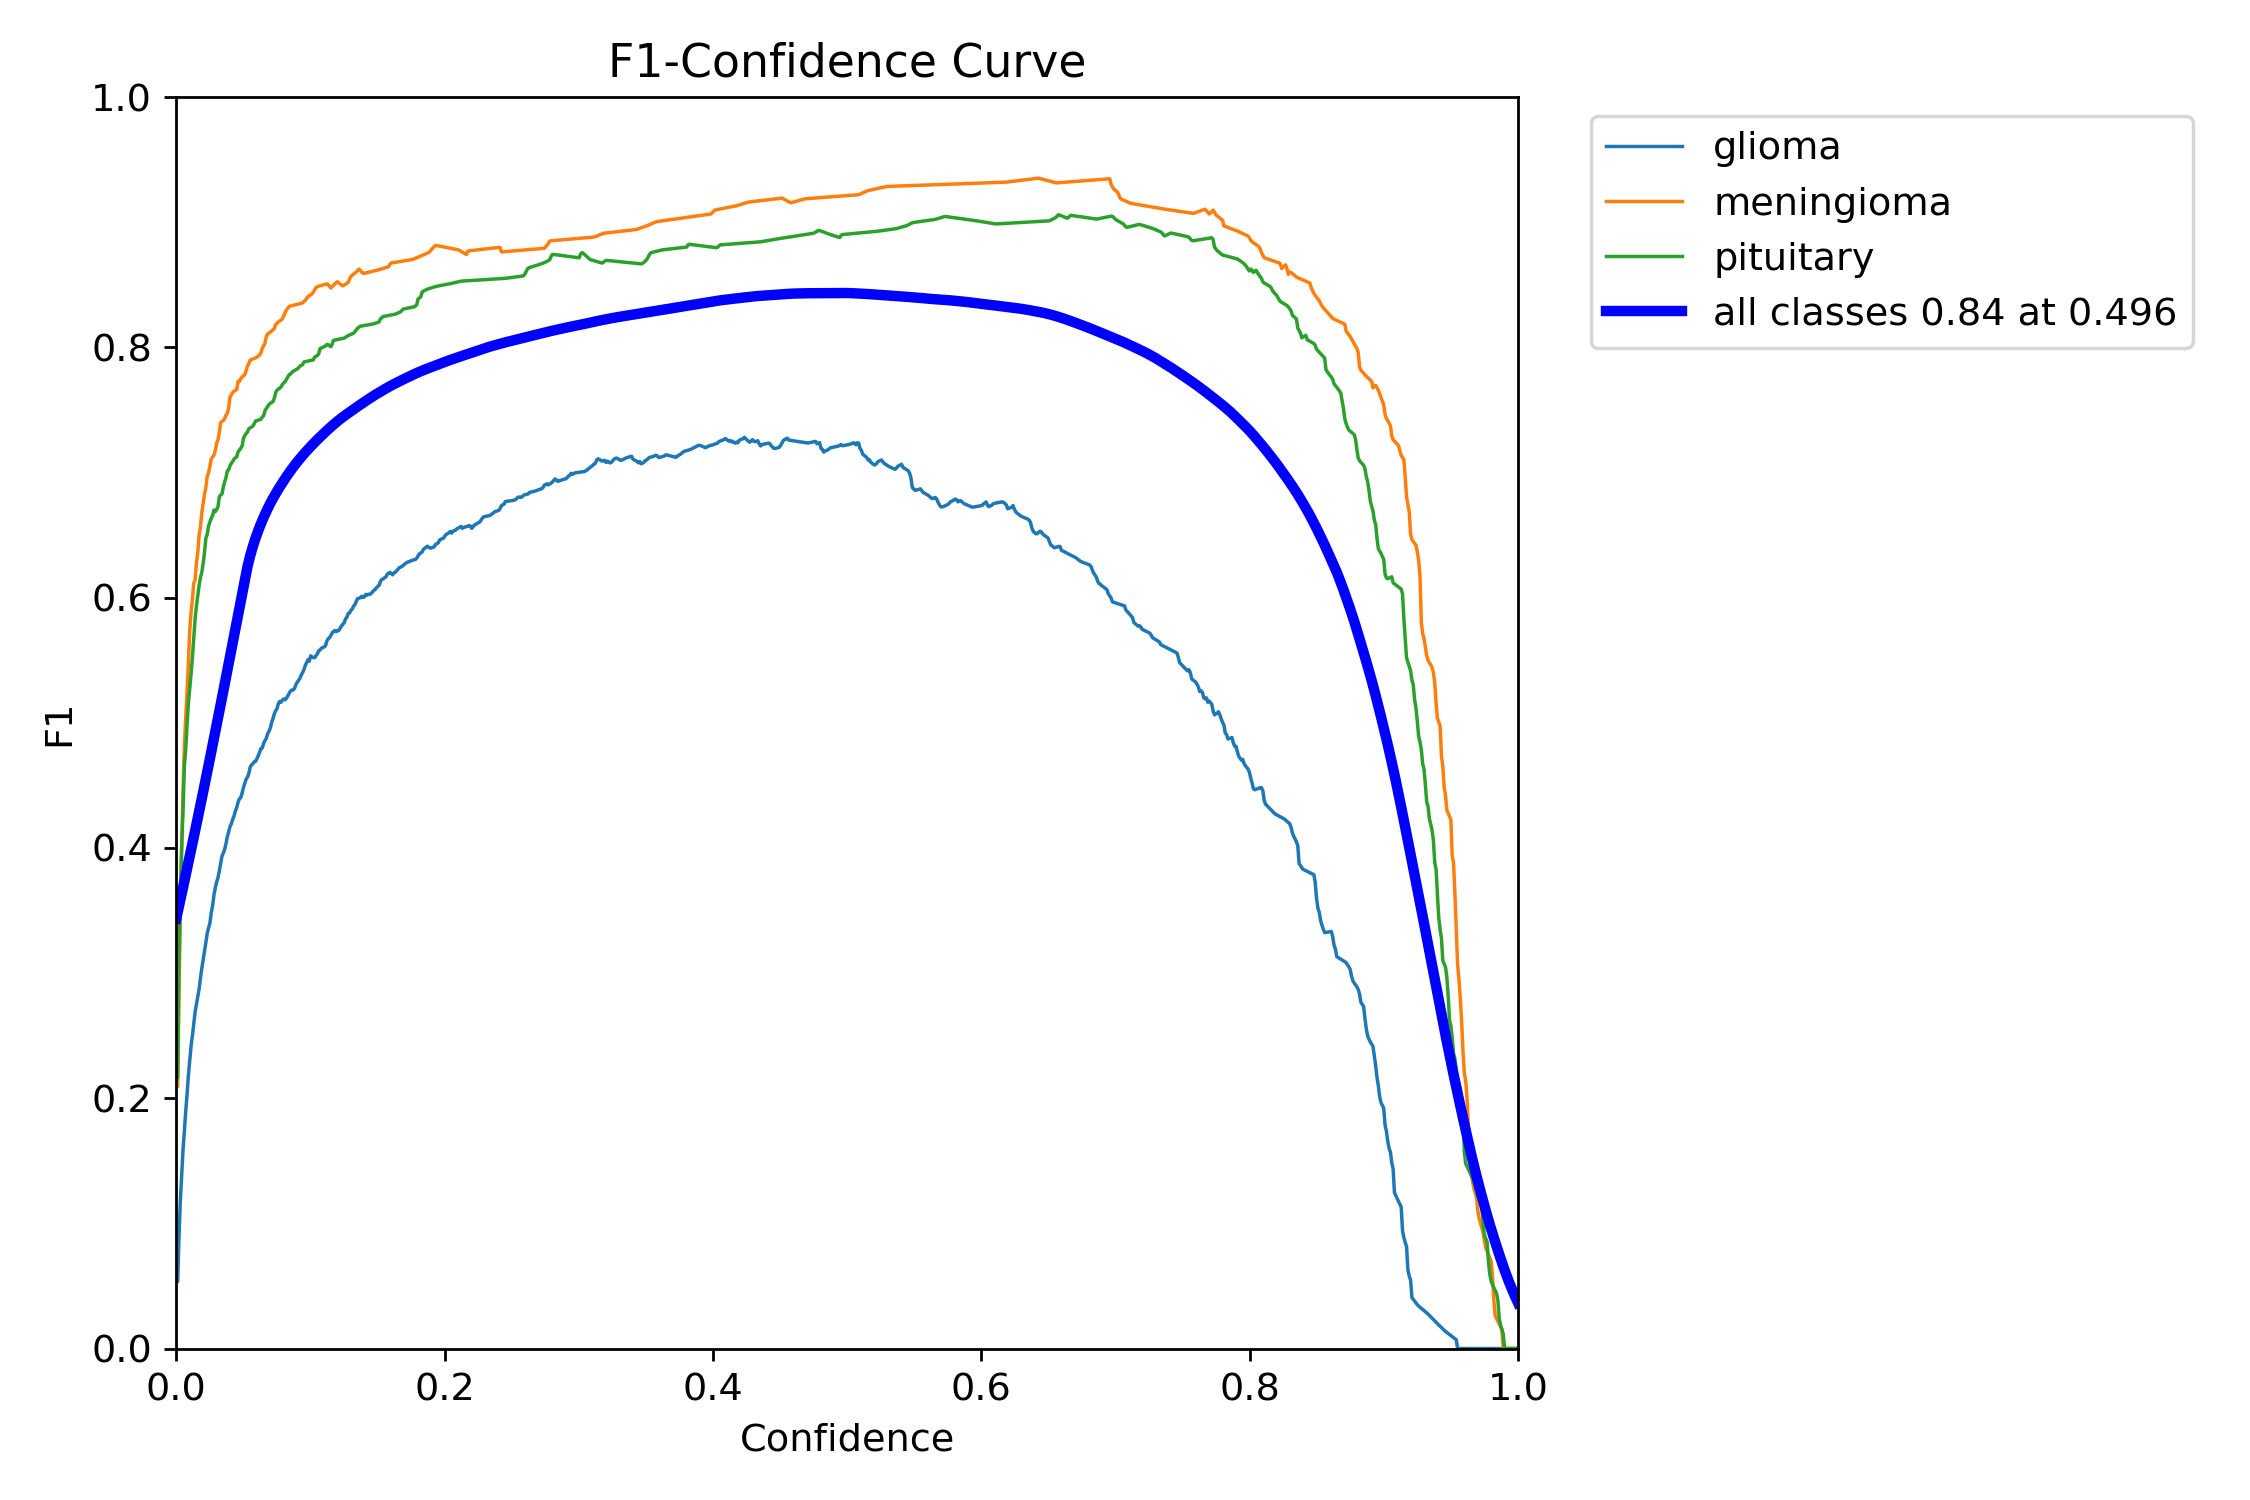 F1-Confidence Curve
1.0
0.8
0.6
0.4
0.2
0.0
F1
0.0 0.2 0.4 0.6 0.8 1.0
Confidence
glioma
meningioma
pituitary
all classes 0.84 at 0.496